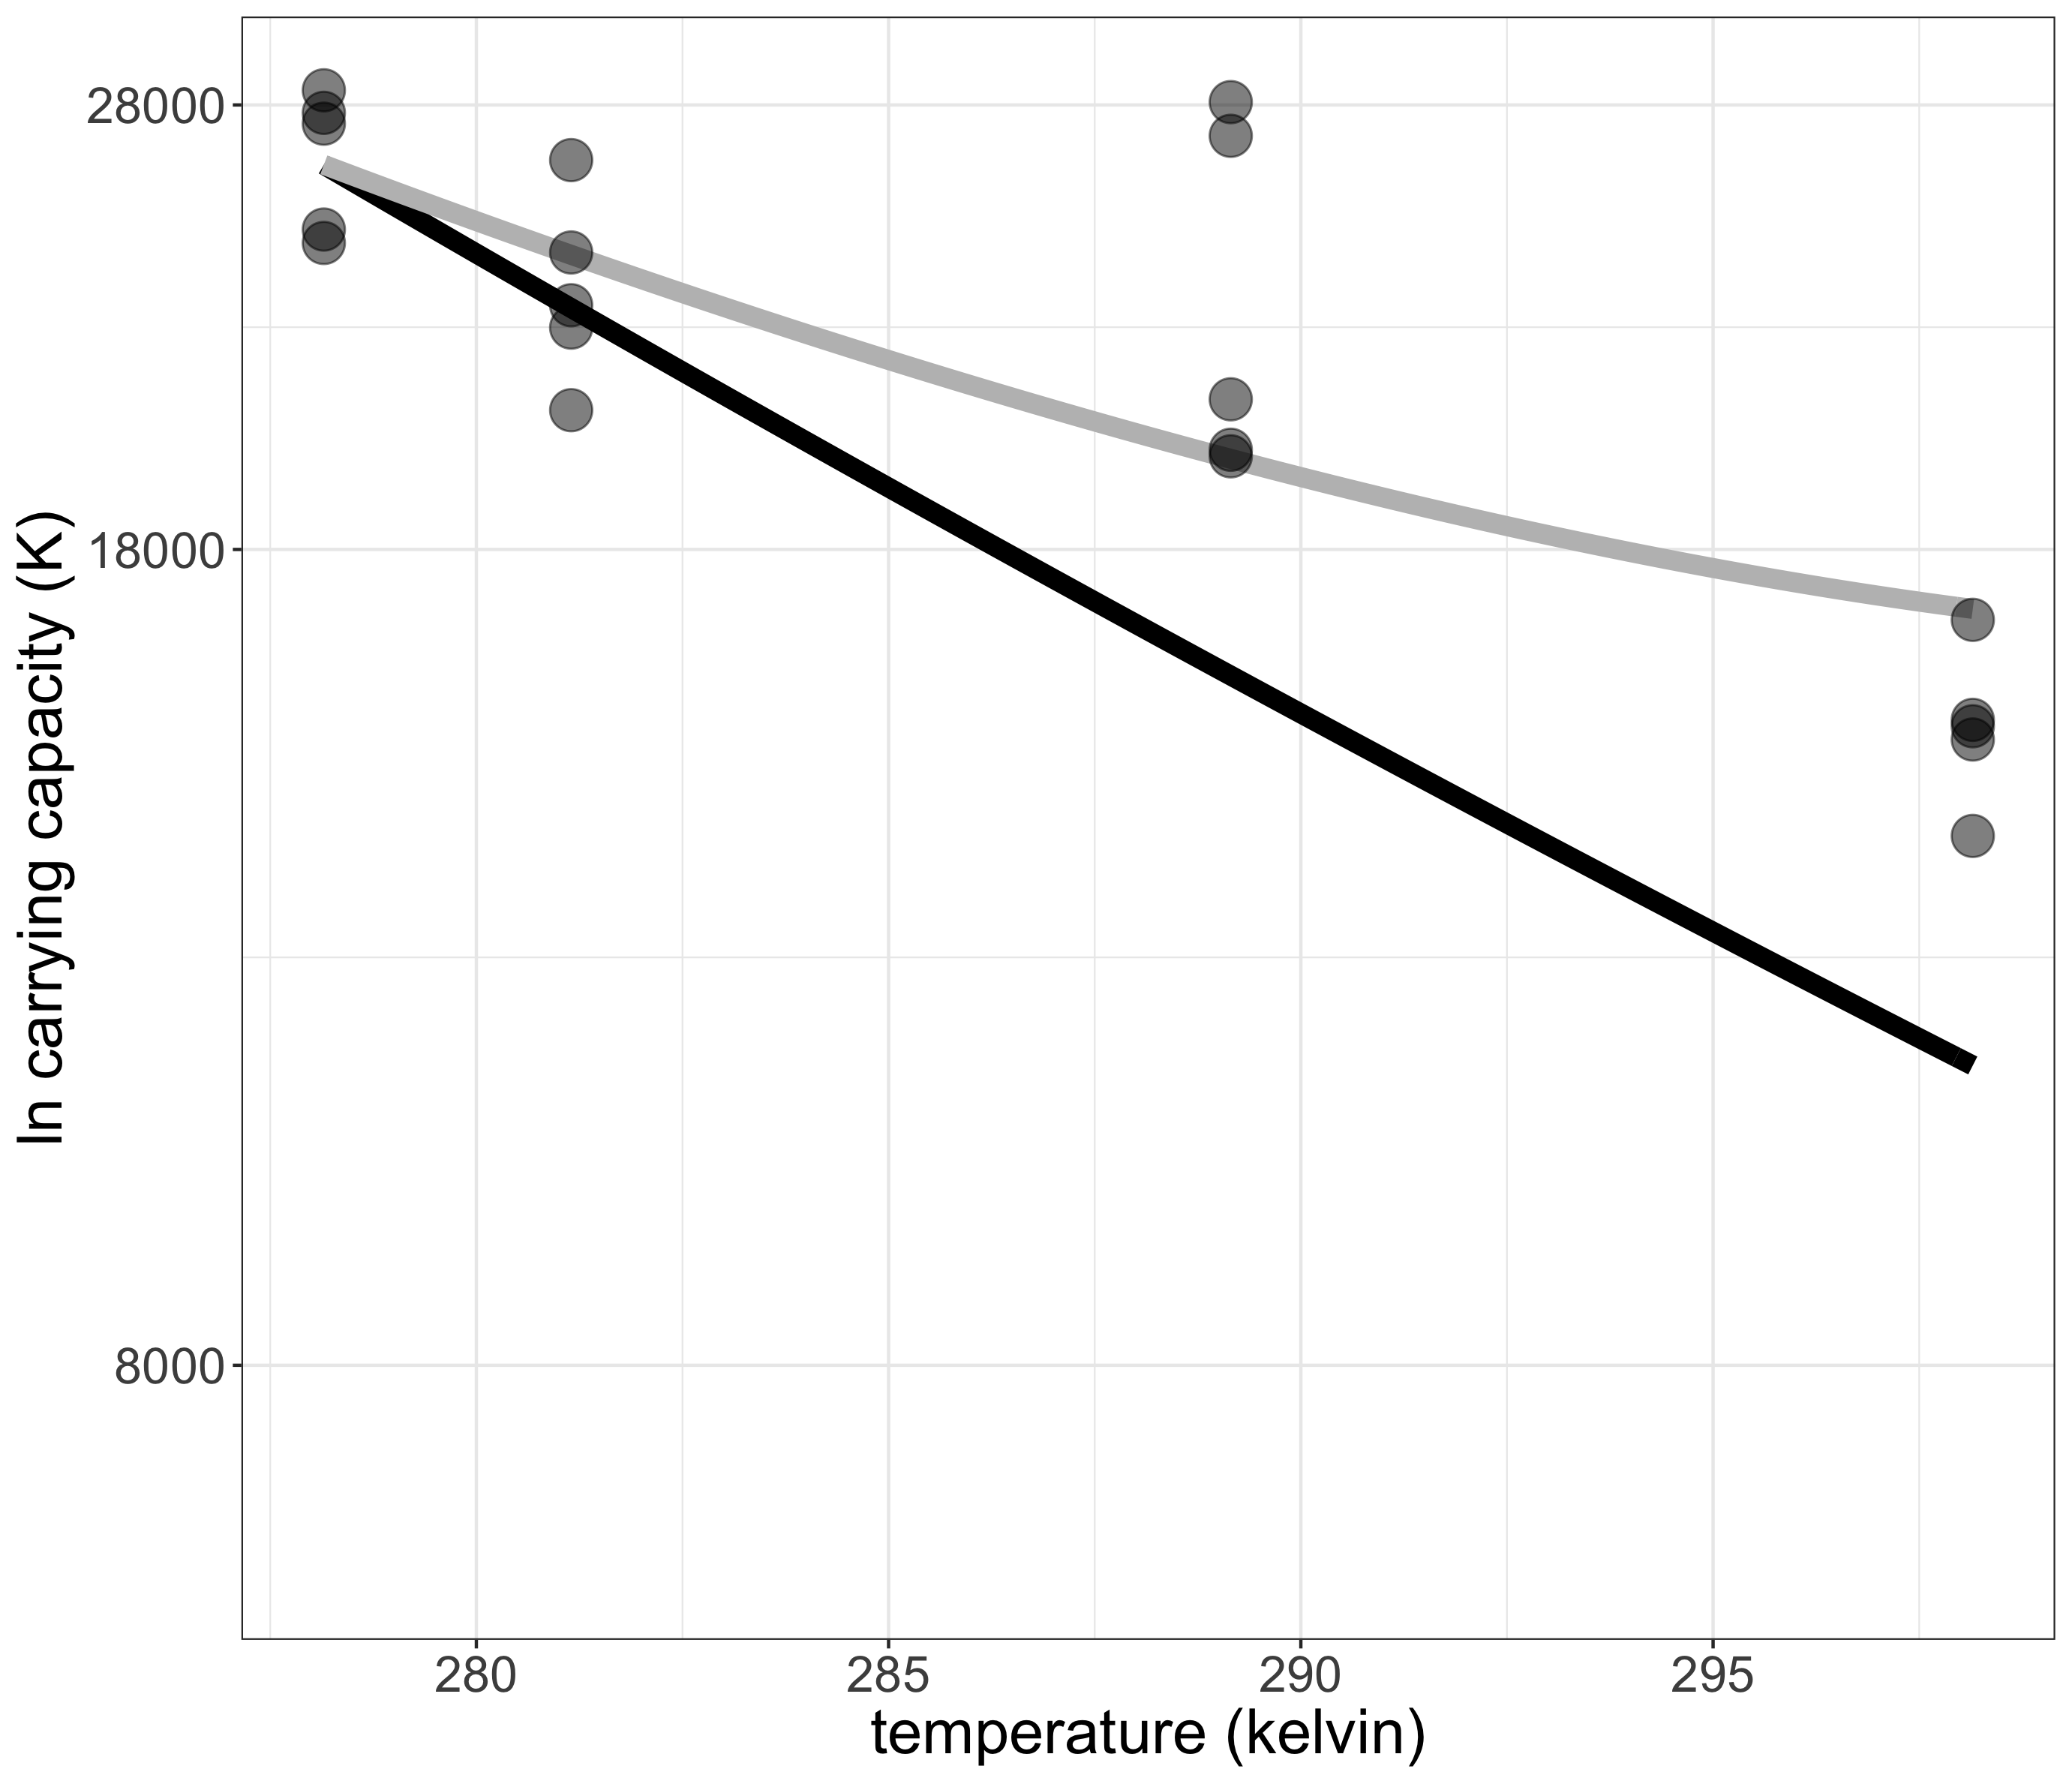 ln carrying capacity (K)
28000
18000
8000
280 285 290 295
temperature (kelvin)